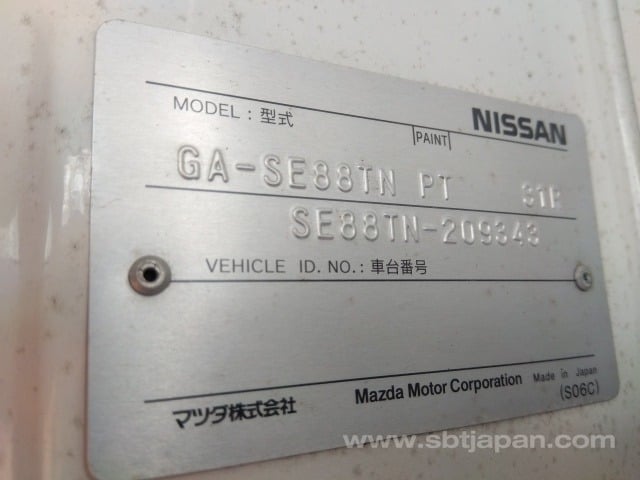 NISSAN
MODEL : 型式
PAINT
GA-SE88TN PT
SE88TN-209343
VEHICLE ID. NO. : 車台番号
マツダ株式会社 Mazda Motor Corporation Made in Japan
(S06C)
www.sbtjapan.com